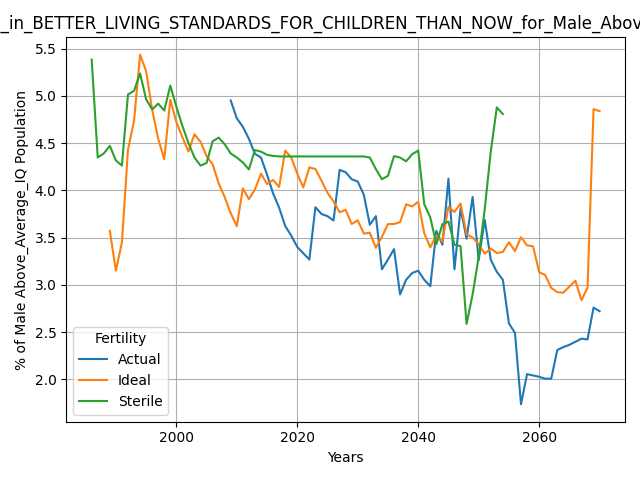 _in_BETTER_LIVING_STANDARDS_FOR_CHILDREN_THAN_NOW_for_Male_Abov
5.5
5.0
4.5
4.0
3.5
3.0
2.5
2.0
% of Male Above_Average_IQ Population
Fertility
Actual
Ideal
Sterile
2000 2020 2040 2060
Years